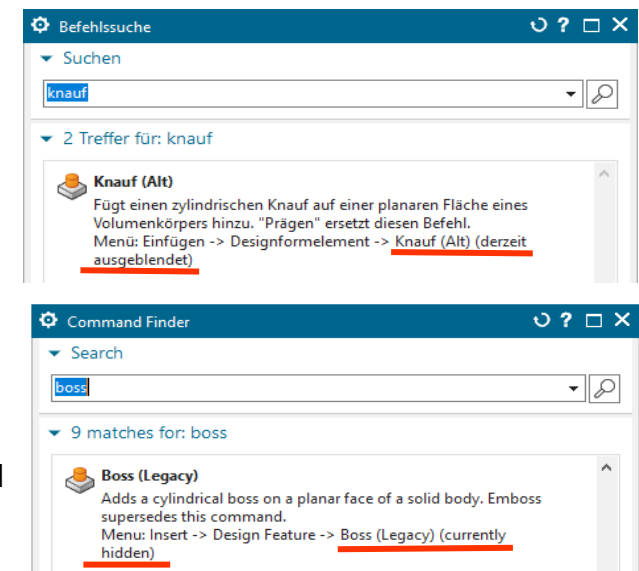 Befehlssuche
Suchen
knauf
2 Treffer für: knauf
Knauf (Alt)
Fügt einen zylindrischen Knauf auf einer planaren Fläche eines
Volumenkörpers hinzu. "Prägen" ersetzt diesen Befehl.
Menü: Einfügen -> Designformelement -> Knauf (Alt) (derzeit
ausgeblendet)
Command Finder
Search
boss
9 matches for: boss
Boss (Legacy)
Adds a cylindrical boss on a planar face of a solid body. Emboss
supersedes this command.
Menu: Insert -> Design Feature -> Boss (Legacy) (currently
hidden)